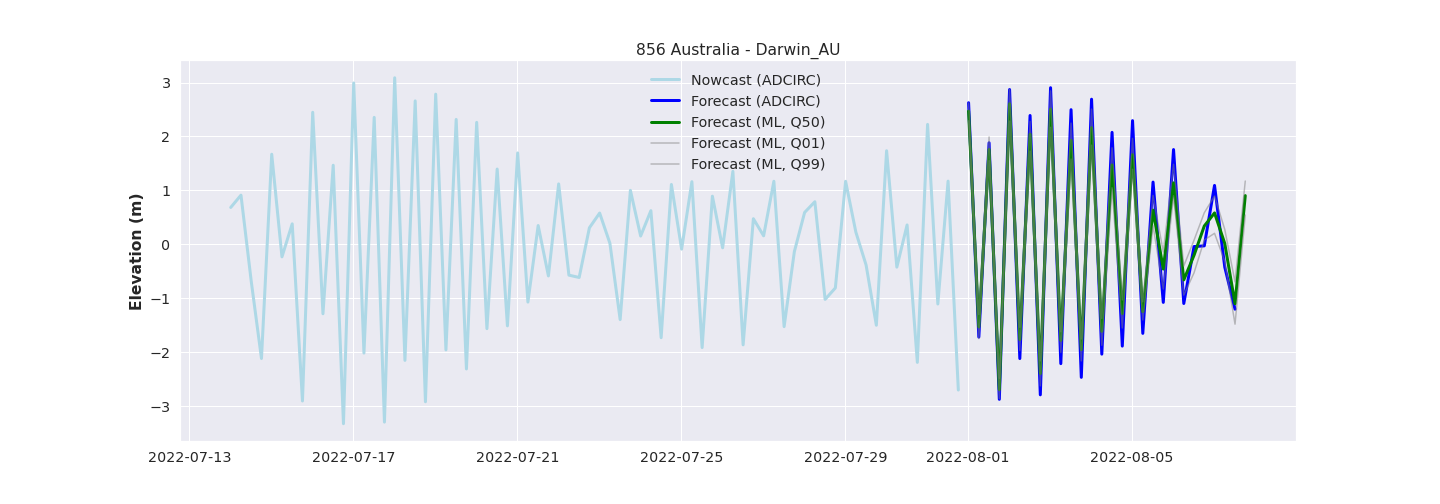 856 Australia - Darwin_AU
Nowcast (ADCIRC)
Forecast (ADCIRC)
Forecast (ML, Q50)
Forecast (ML, Q01)
Forecast (ML, Q99)
Elevation (m)
3
2
1
0
−1
−2
−3
2022-07-13
2022-07-17
2022-07-21
2022-07-25
2022-07-29
2022-08-01
2022-08-05